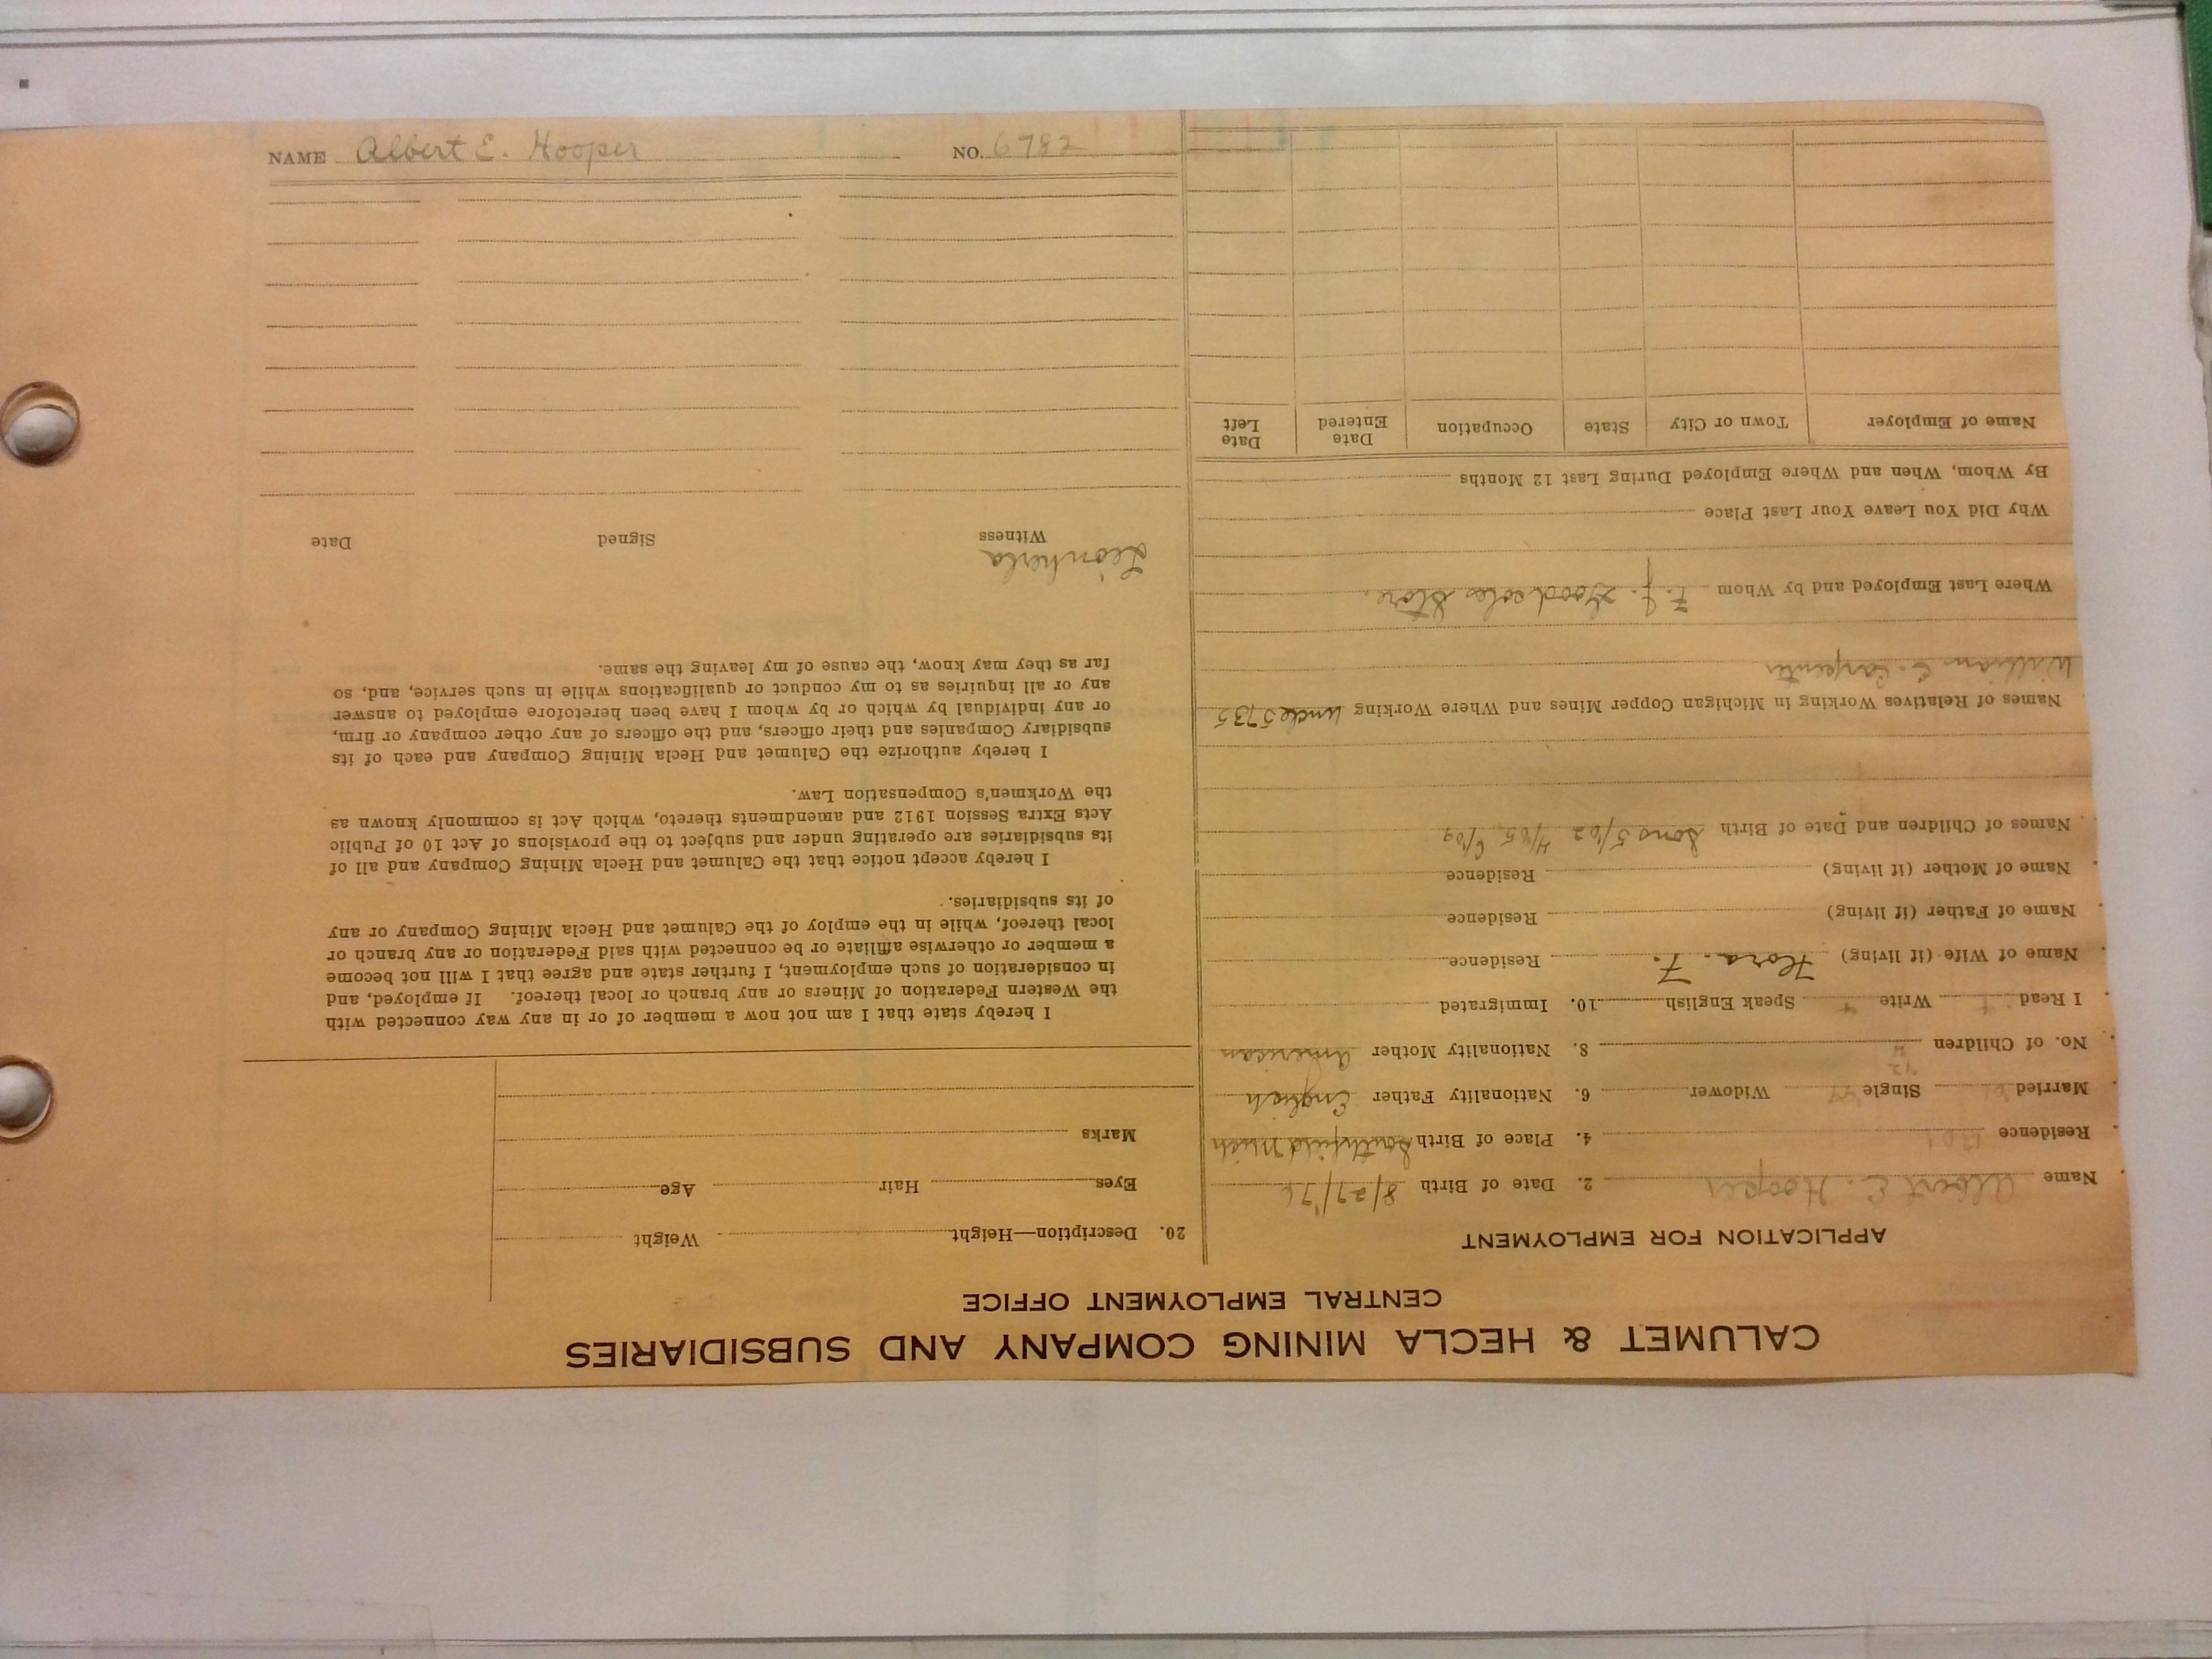 CALUMET & HECLA MINING COMPANY AND SUBSIDIARIES
CENTRAL EMPLOYMENT OFFICE
APPLICATION FOR EMPLOYMENT
Name Albert E. Hooper 2. Date of Birth 8/27/76
Residence 4. Place of Birth Southfield Mich
Married Single Widower 6. Nationality Father English
No. of Children 8. Nationality Mother American
I Read Write Speak English 10. Immigrated
Name of Wife (if living) Flora. F. Residence
Name of Father (if living) Residence
Name of Mother (if living) Residence
Names of Children and Date of Birth Sons 5/02 4/05 6/09
Names of Relatives Working in Michigan Copper Mines and Where Working Uncle 5735
William E. Carpenter
Where Last Employed and by Whom Store.
Why Did You Leave Your Last Place
By Whom, When and Where Employed During Last 12 Months
Name of Employer Town or City State Occupation Date Entered Date Left
20. Description—Height Weight
Eyes Hair Age
Marks
I hereby state that I am not now a member of or in any way connected with
the Western Federation of Miners or any branch or local thereof. If employed, and
in consideration of such employment, I further state and agree that I will not become
a member or otherwise affiliate or be connected with said Federation or any branch or
local thereof, while in the employ of the Calumet and Hecla Mining Company or any
of its subsidiaries.
I hereby accept notice that the Calumet and Hecla Mining Company and all of
its subsidiaries are operating under and subject to the provisions of Act 10 of Public
Acts Extra Session 1912 and amendments thereto, which Act is commonly known as
the Workmen's Compensation Law.
I hereby authorize the Calumet and Hecla Mining Company and each of its
subsidiary Companies and their officers, and the officers of any other company or firm,
or any individual by which or by whom I have been heretofore employed to answer
any or all inquiries as to my conduct or qualifications while in such service, and, so
far as they may know, the cause of my leaving the same.
Witness Signed Date
NAME Albert E. Hooper NO. 6782